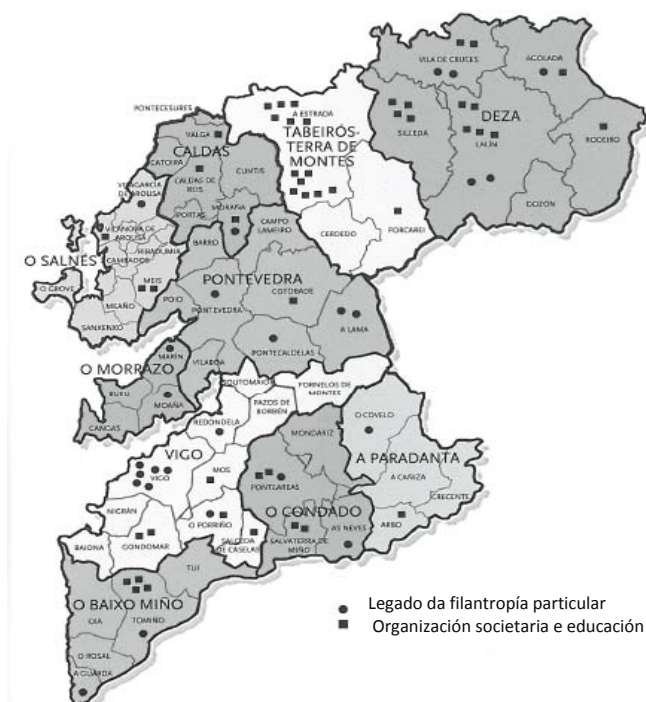 VILA DE CRUCES
AGOLADA
PONTECESURES
A ESTRADA
DEZA
TABEIRÓS-
TERRA DE
MONTES
SILLEDA
LALÍN
RODEIRO
VALGA
CALDAS
CATOIRA
CUNTIS
CALDAS DE
REIS
VILAGARCÍA
DE AROUSA
PORTAS
MORAÑA
CAMPO
LAMEIRO
DOZÓN
FORCAREI
CERDEDO
VILANOVA DE
AROUSA
BARRO
CAMBADOS
O SALNÉS
O GROVE
MEIS
MEAÑO
SANXENXO
POIO
PONTEVEDRA
COTOBADE
PONTEVEDRA
A LAMA
PONTECALDELAS
MARÍN
O MORRAZO
VILABOA
BUEU
MOAÑA
CANGAS
SOUTOMAIOR
FORNELOS DE
MONTES
PAZOS DE
BORBÉN
REDONDELA
MONDARIZ
O COVELO
VIGO
A PARADANTA
VIGO
MOS
PONTEAREAS
A CAÑIZA
CRECENTE
NIGRÁN
O PORRIÑO
O CONDADO
AS NEVES
ARBO
BAIONA
GONDOMAR
SALCEDA
DE CASELAS
SALVATERRA DE
MIÑO
TUI
O BAIXO MIÑO
OIA
TOMIÑO
O ROSAL
A GUARDA
Legado da filantropía particular
Organización societaria e educación